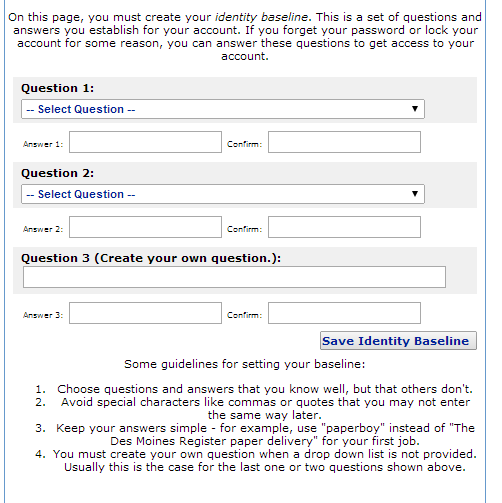 On this page, you must create your identity baseline. This is a set of questions and
answers you establish for your account. If you forget your password or lock your
account for some reason, you can answer these questions to get access to your
account.
Question 1:
-- Select Question --
Answer 1: Confirm:
Question 2:
-- Select Question --
Answer 2: Confirm:
Question 3 (Create your own question.):
Answer 3: Confirm:
Save Identity Baseline
Some guidelines for setting your baseline:
1. Choose questions and answers that you know well, but that others don't.
2. Avoid special characters like commas or quotes that you may not enter
the same way later.
3. Keep your answers simple - for example, use "paperboy" instead of "The
Des Moines Register paper delivery" for your first job.
4. You must create your own question when a drop down list is not provided.
Usually this is the case for the last one or two questions shown above.